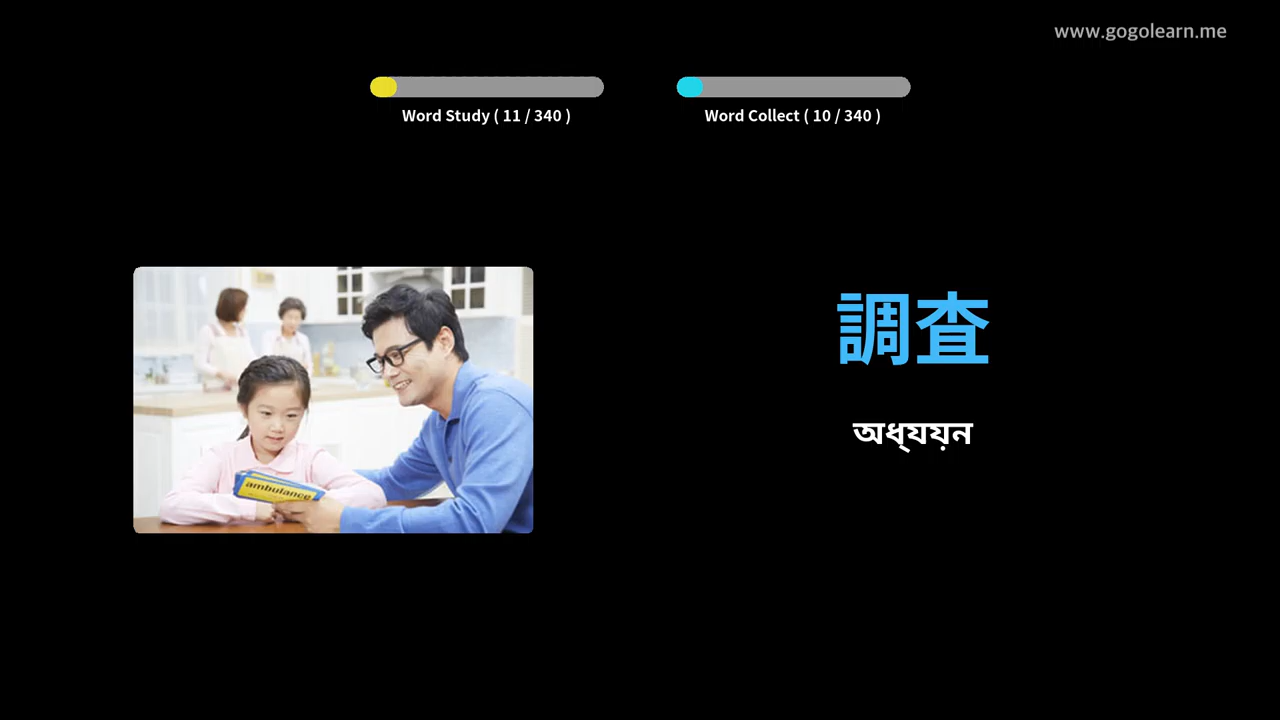 www.gogolearn.me
Word Study ( 11 / 340 )
Word Collect ( 10 / 340 )
調査
অধ্‌যয়ন
ambulance